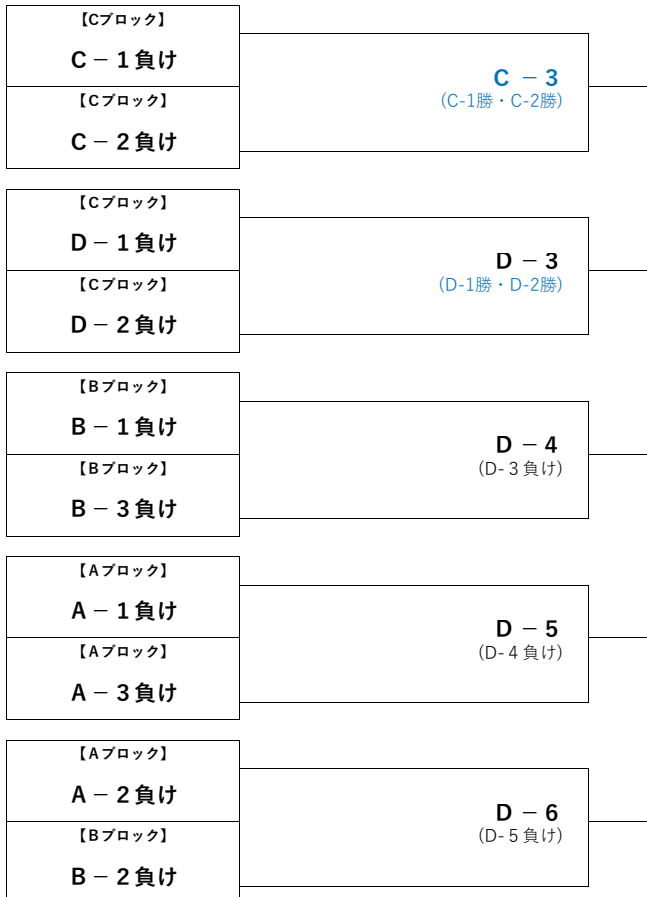 【Cブロック】
C － 1 負け
C － 3
(C-1勝・C-2勝)
【Cブロック】
C － 2 負け
【Cブロック】
D － 1 負け
D － 3
(D-1勝・D-2勝)
【Cブロック】
D － 2 負け
【Bブロック】
B － 1 負け
D － 4
(D- 3 負け)
【Bブロック】
B － 3 負け
【Aブロック】
A － 1 負け
D － 5
(D- 4 負け)
【Aブロック】
A － 3 負け
【Aブロック】
A － 2 負け
D － 6
(D- 5 負け)
【Bブロック】
B － 2 負け